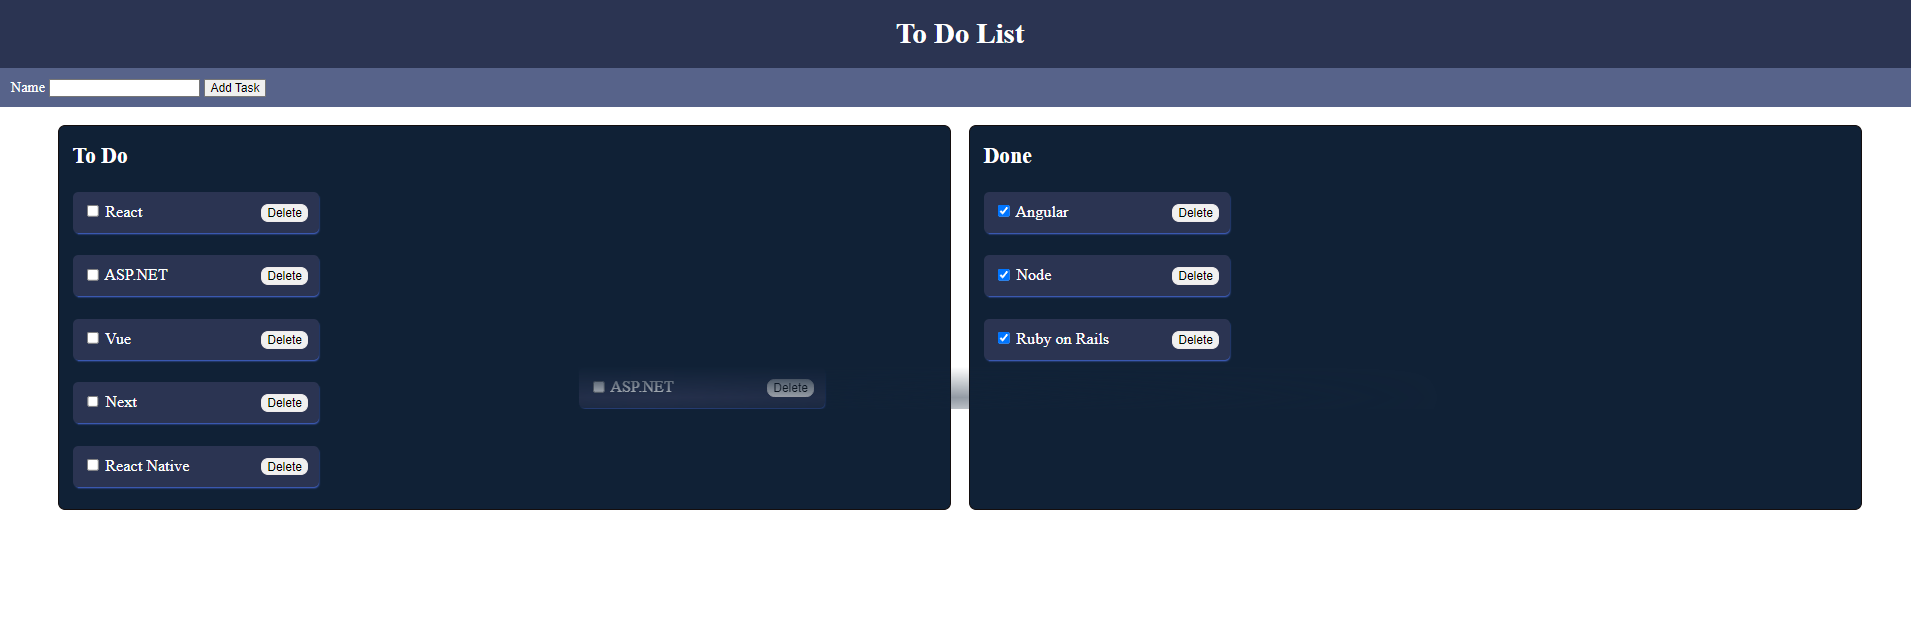 To Do List
Name Add Task
To Do
React Delete
ASP.NET Delete
Vue Delete
Next Delete
React Native Delete
ASP.NET Delete
Done
Angular Delete
Node Delete
Ruby on Rails Delete